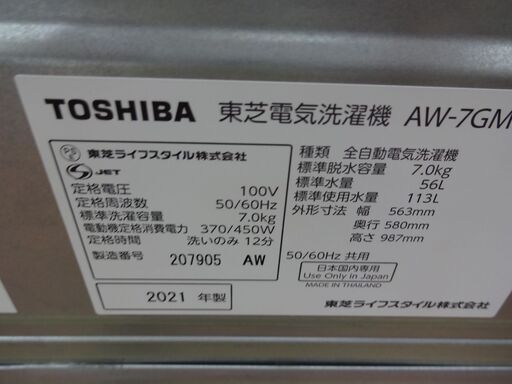 TOSHIBA 東芝電気洗濯機 AW-7GM
PSE 東芝ライフスタイル株式会社
JET
定格電圧 100V
定格周波数 50/60Hz
標準洗濯容量 7.0kg
電動機定格消費電力 370/450W
定格時間 洗いのみ 12分
製造番号 207905 AW
2021 年製
種類 全自動電気洗濯機
標準脱水容量 7.0kg
標準水量 56L
標準使用水量 113L
外形寸法 幅 563mm
奥行 580mm
高さ 987mm
50/60Hz 共用
日本国内専用
Use Only in Japan
MADE IN THAILAND
東芝ライフスタイル株式会社